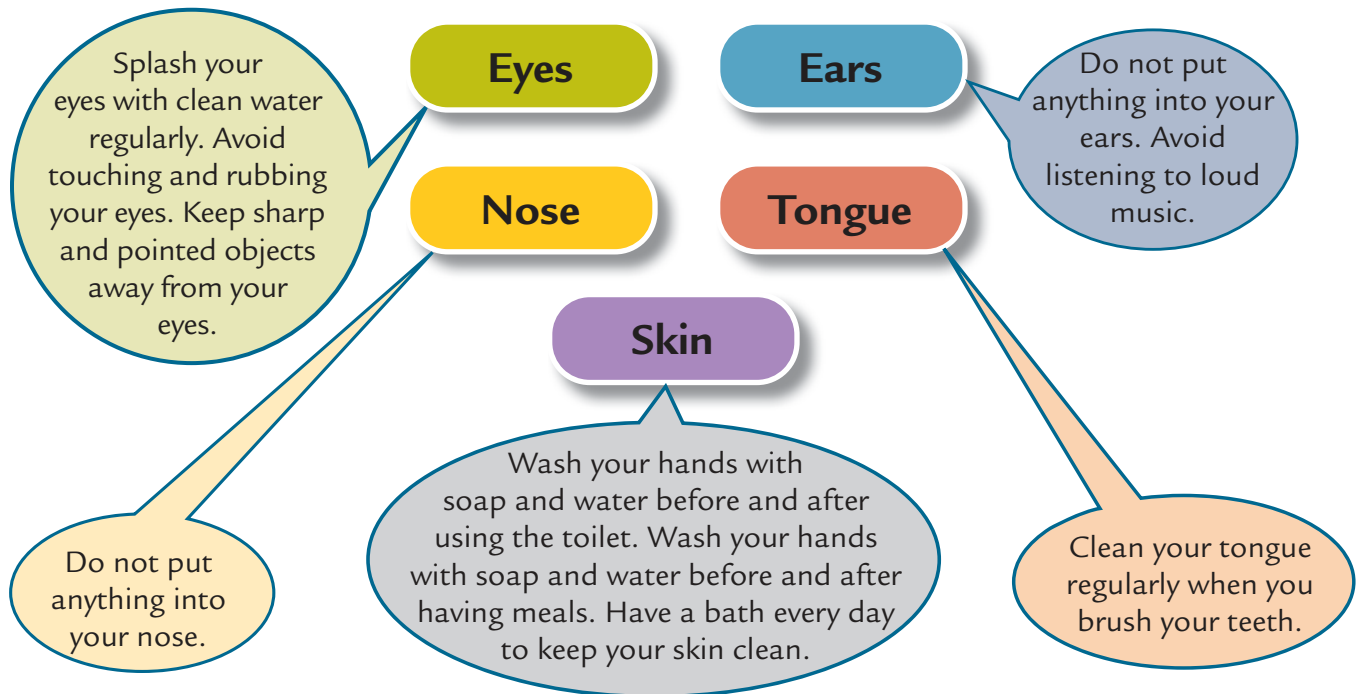 Eyes
Splash your
eyes with clean water
regularly. Avoid
touching and rubbing
your eyes. Keep sharp
and pointed objects
away from your
eyes.
Ears
Do not put
anything into your
ears. Avoid
listening to loud
music.
Nose
Do not put
anything into
your nose.
Tongue
Clean your tongue
regularly when you
brush your teeth.
Skin
Wash your hands with
soap and water before and after
using the toilet. Wash your hands
with soap and water before and after
having meals. Have a bath every day
to keep your skin clean.